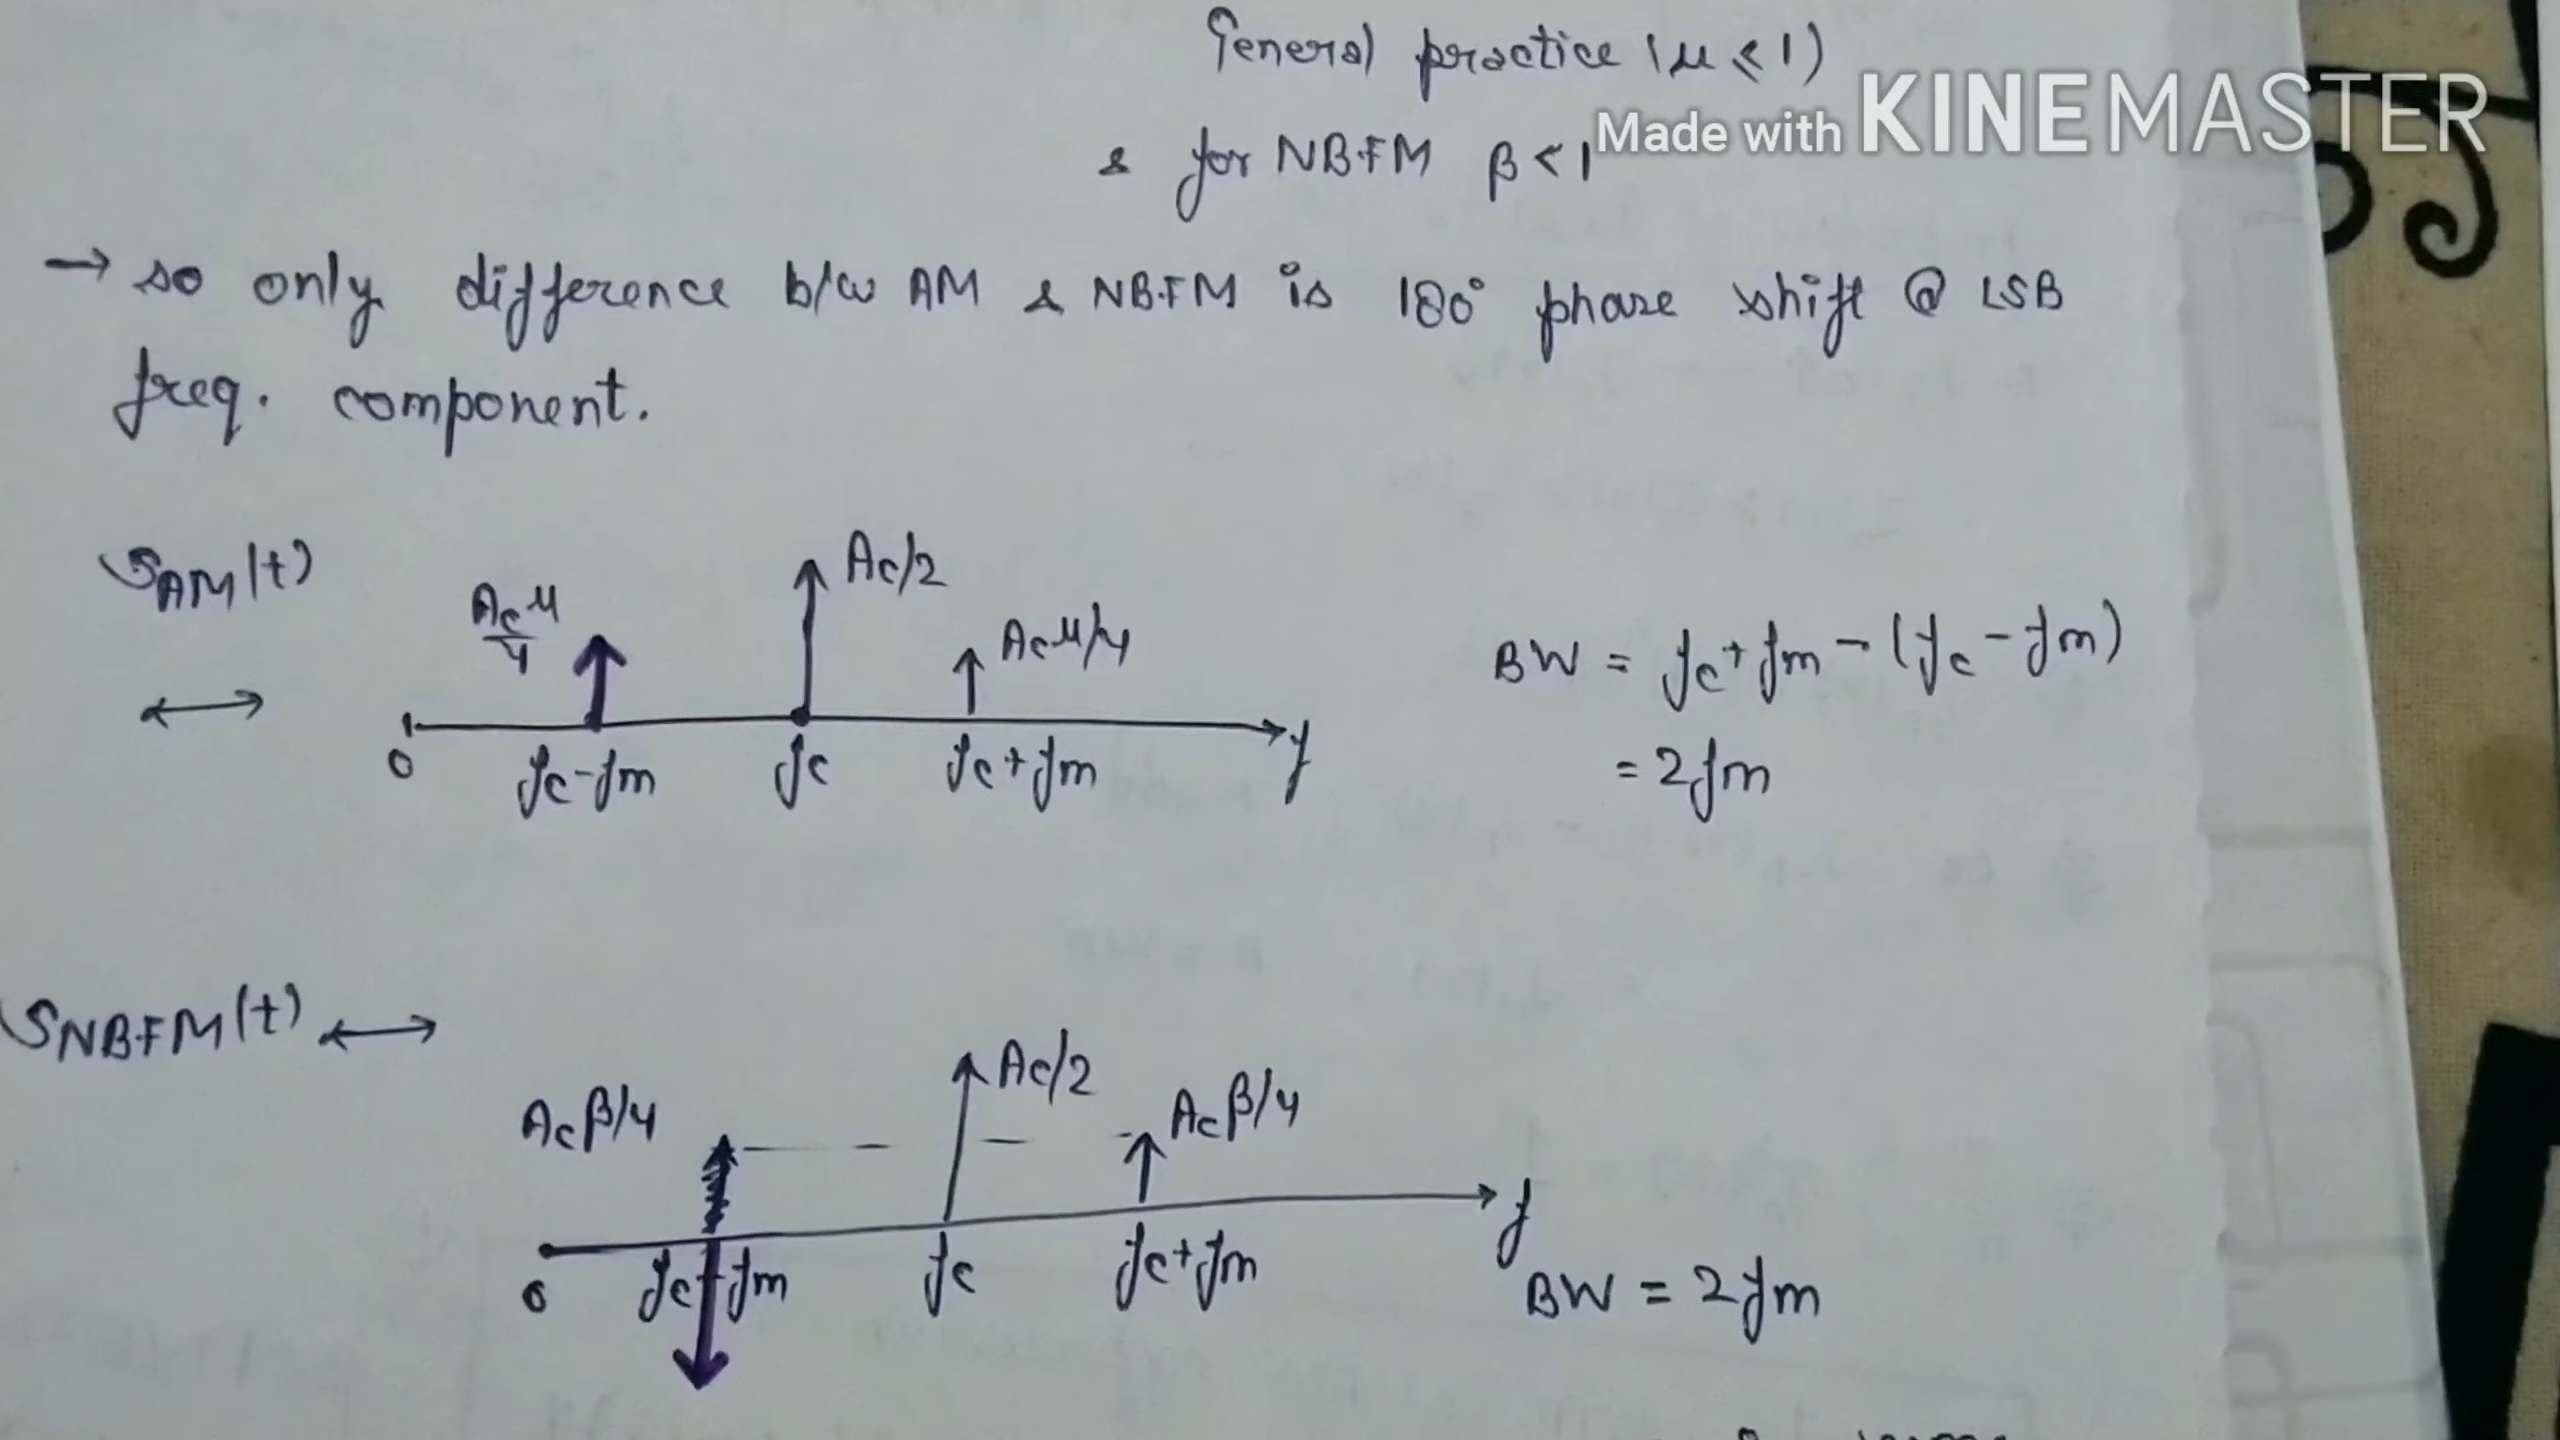 General practice (μ < 1)
Made with KINEMASTER
& for NBFM β < 1
→ so only difference b/w AM & NBFM is 180° phase shift @ LSB
freq. component.
SAM(t)
↔
Acμ/4
Ac/2
Acμ/4
0
fc-fm
fc
fc+fm
f
BW = fc+fm - (fc-fm)
= 2fm
SNBFM(t) ↔
Acβ/4
Ac/2
Acβ/4
0
fc-fm
fc
fc+fm
f
BW = 2fm